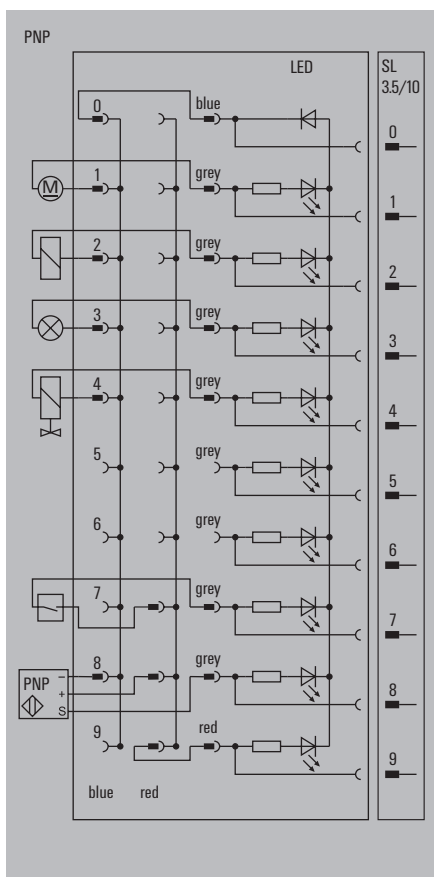 PNP
LED
SL
3.5/10
0 blue 0
1 grey 1
M
2 grey 2
3 grey 3
4 grey 4
5 grey 5
6 grey 6
7 grey 7
8 grey 8
PNP - + S
9 red 9
blue red